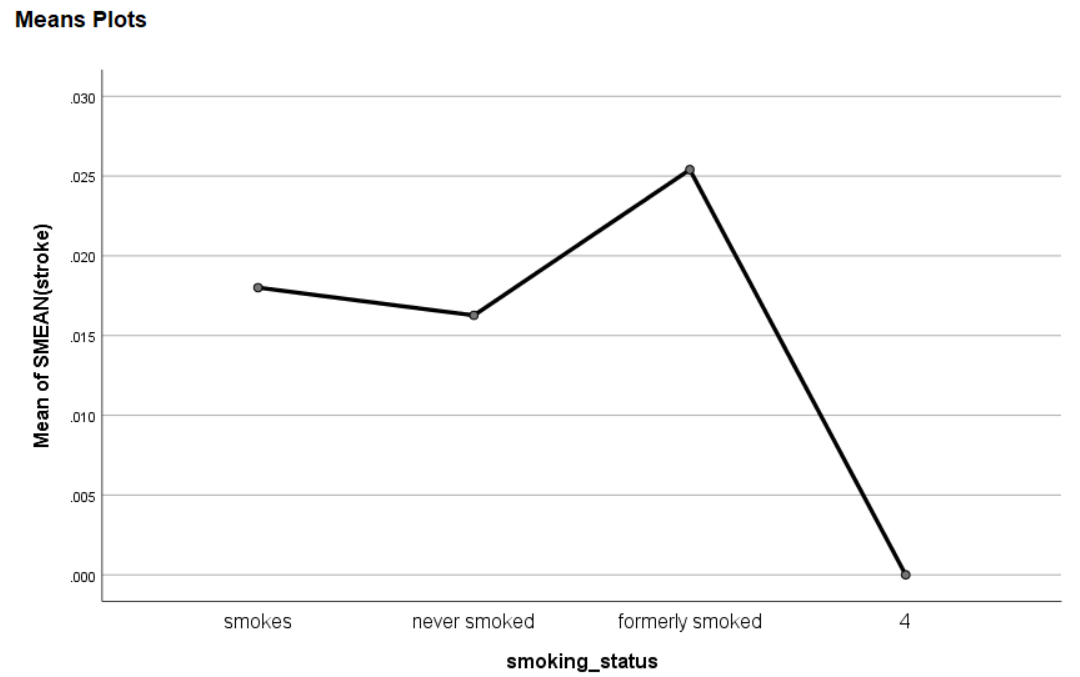 Means Plots
.030
.025
.020
.015
.010
.005
.000
Mean of SMEAN(stroke)
smokes never smoked formerly smoked 4
smoking_status